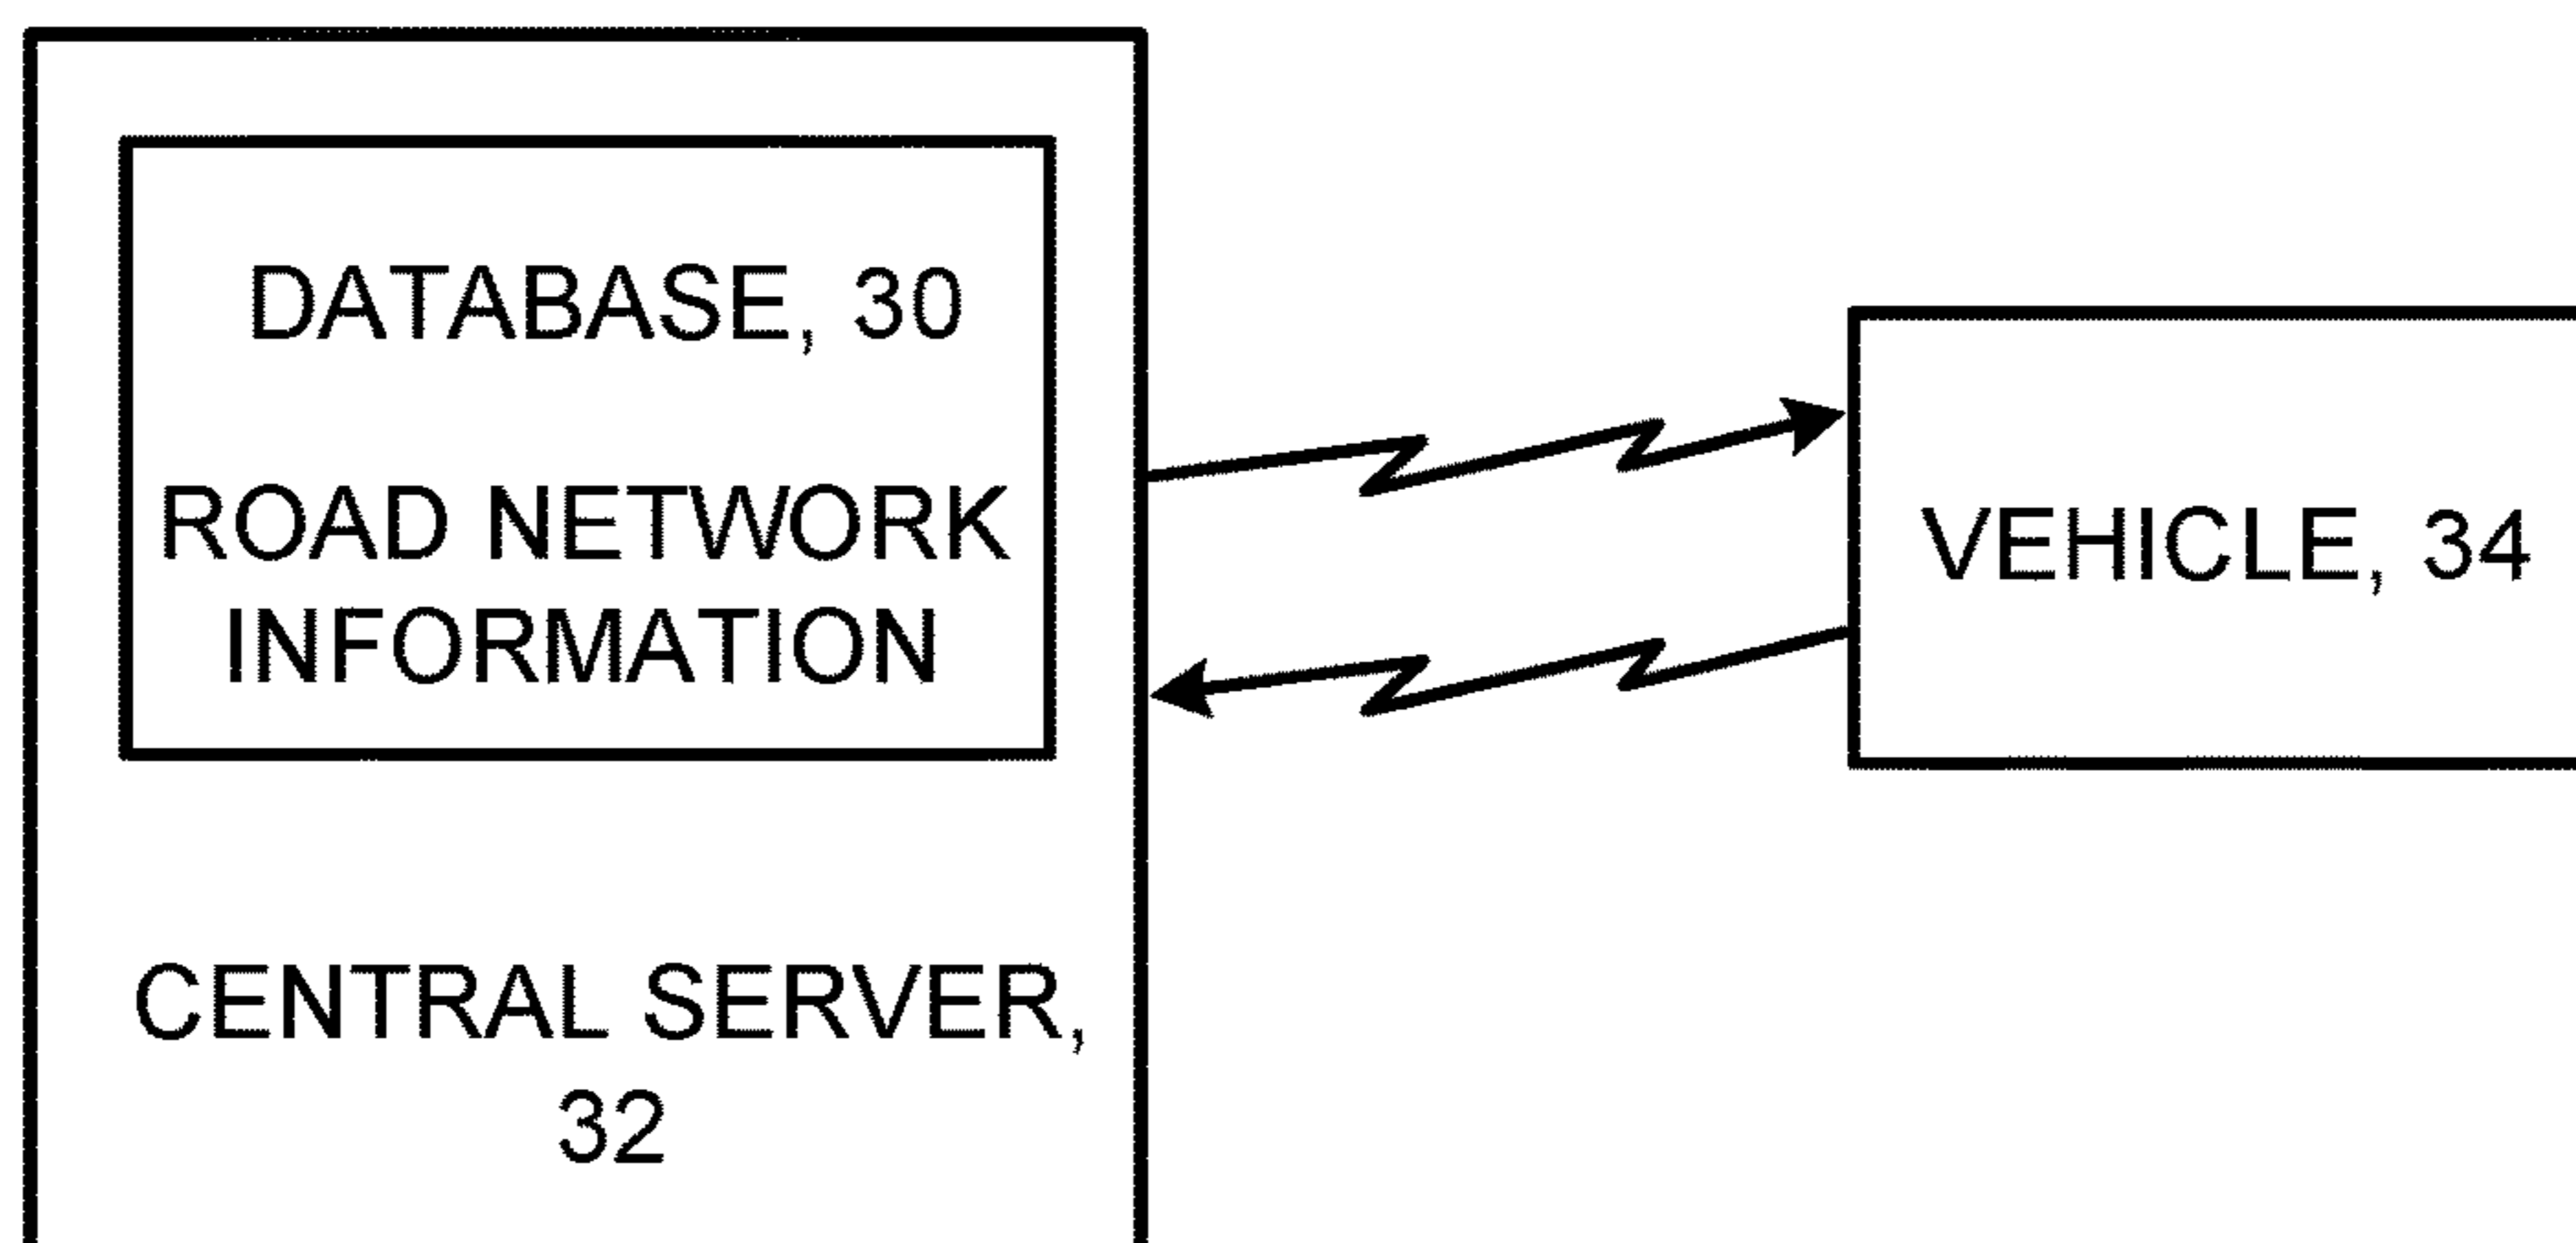 DATABASE, 30
ROAD NETWORK
INFORMATION
CENTRAL SERVER,
32
VEHICLE, 34